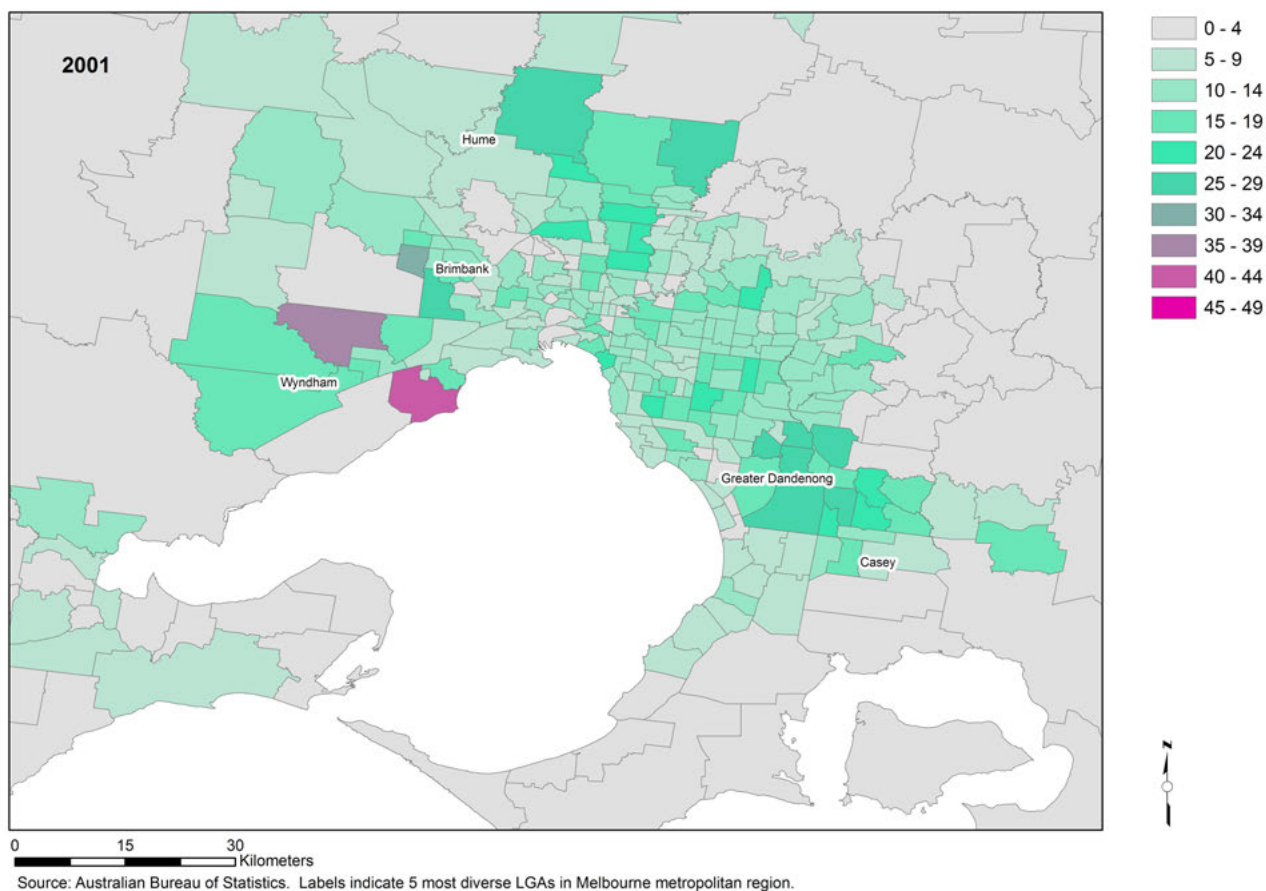 2001
Hume
Brimbank
Wyndham
Greater Dandenong
Casey
0 - 4
5 - 9
10 - 14
15 - 19
20 - 24
25 - 29
30 - 34
35 - 39
40 - 44
45 - 49
N
0 15 30
Kilometers
Source: Australian Bureau of Statistics. Labels indicate 5 most diverse LGAs in Melbourne metropolitan region.